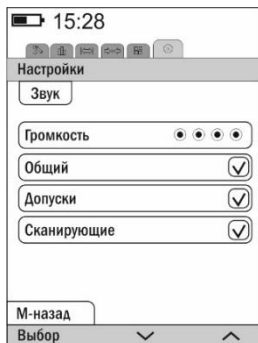 15:28
Настройки
Звук
Громкость
Общий
Допуски
Сканирующие
М-назад
Выбор